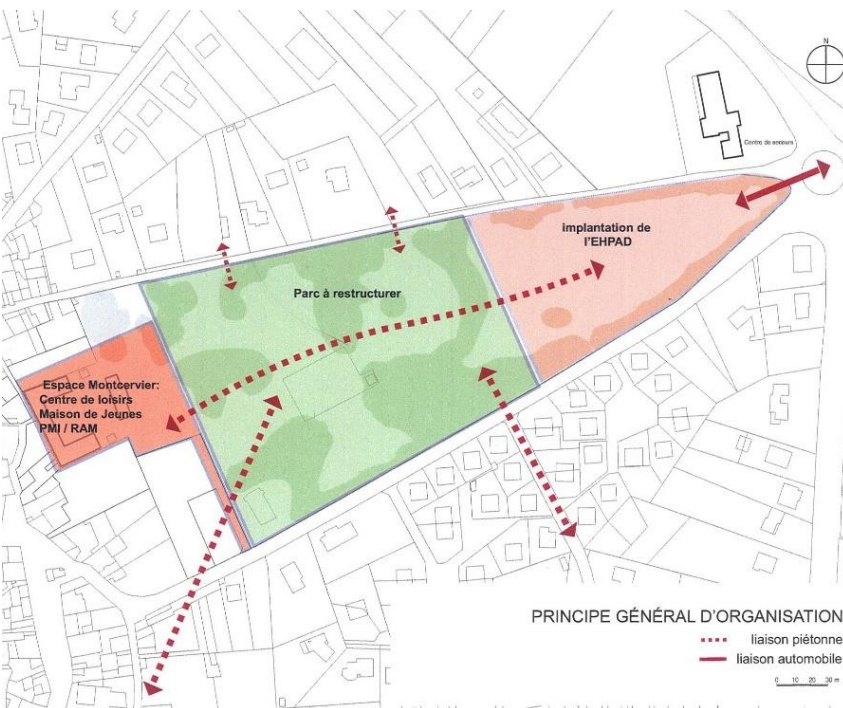 N
Centre de secours
implantation de
l'EHPAD
Parc à restructurer
Espace Montcervier:
Centre de loisirs
Maison de Jeunes
PMI / RAM
PRINCIPE GÉNÉRAL D'ORGANISATION
liaison piétonne
liaison automobile
0 10 20 30 m